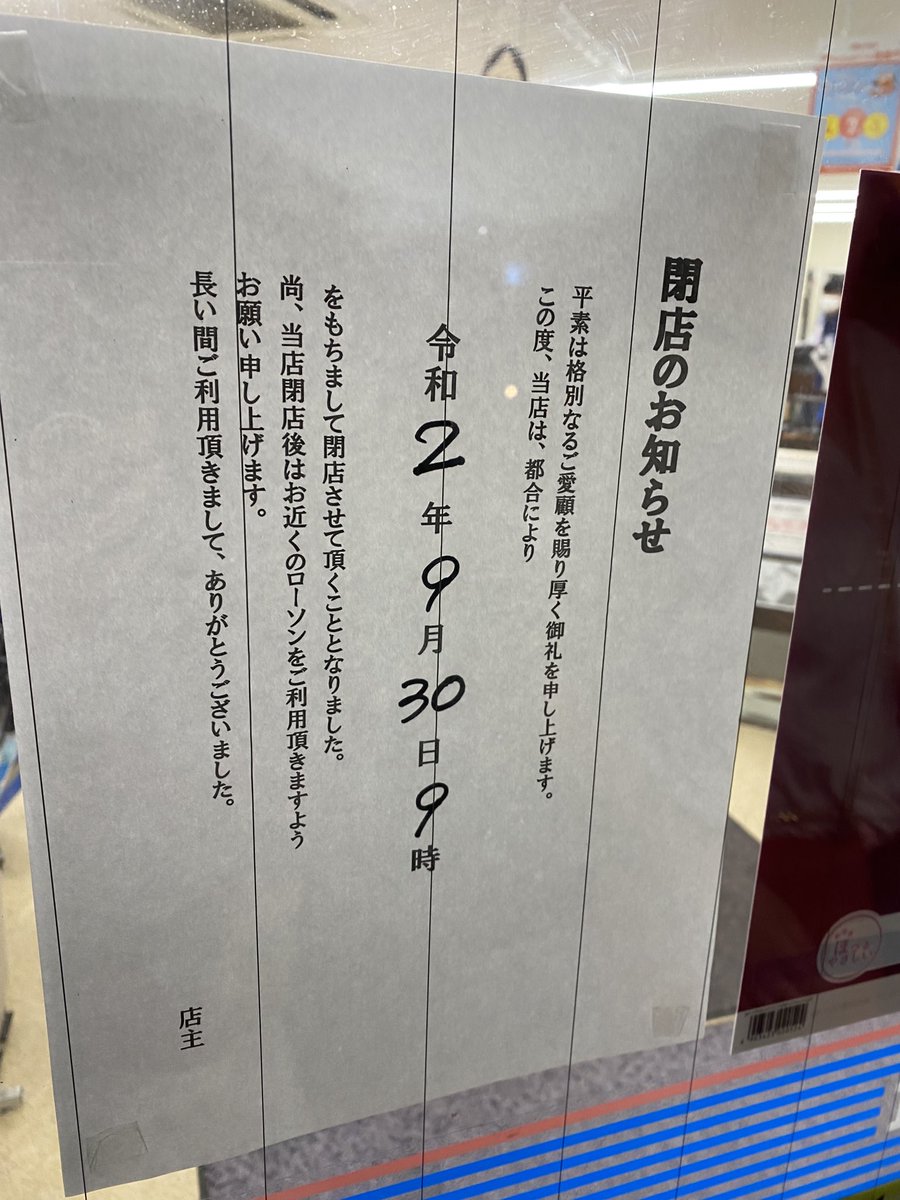 閉店のお知らせ
平素は格別なるご愛顧を賜り厚く御礼を申し上げます。
この度、当店は、都合により
令和2年9月30日9時
をもちまして閉店させて頂くこととなりました。
尚、当店閉店後はお近くのローソンをご利用頂きますよう
お願い申し上げます。
長い間ご利用頂きまして、ありがとうございました。
店主